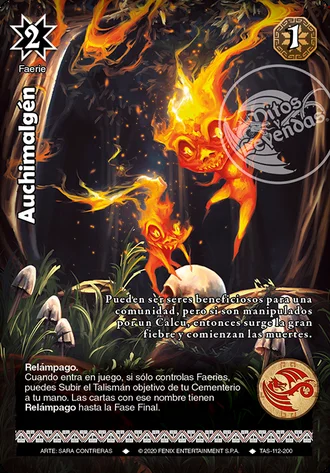 2
1
Faerie
Auchimalgén
Mitos y Leyendas
Pueden ser seres beneficiosos para una
comunidad, pero si son manipulados
por un Calcu, entonces surge la gran
fiebre y comienzan las muertes.
Relámpago.
Cuando entra en juego, si sólo controlas Faeries,
puedes Subir el Talismán objetivo de tu Cementerio
a tu mano. Las cartas con ese nombre tienen
Relámpago hasta la Fase Final.
ARTE: SARA CONTRERAS
© 2020 FENIX ENTERTAINMENT S.P.A.
TAS-112-200